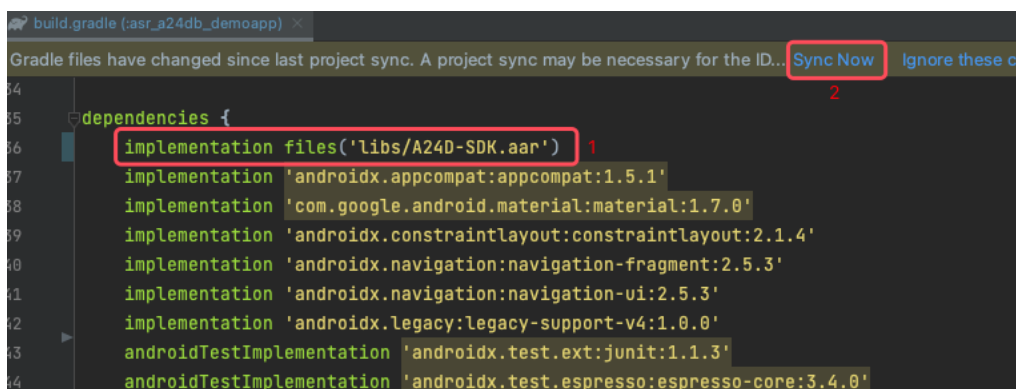 build.gradle (:asr_a24db_demoapp)
Gradle files have changed since last project sync. A project sync may be necessary for the ID... Sync Now Ignore these c
34 2
35 dependencies {
36 implementation files('libs/A24D-SDK.aar') 1
37 implementation 'androidx.appcompat:appcompat:1.5.1'
38 implementation 'com.google.android.material:material:1.7.0'
39 implementation 'androidx.constraintlayout:constraintlayout:2.1.4'
40 implementation 'androidx.navigation:navigation-fragment:2.5.3'
41 implementation 'androidx.navigation:navigation-ui:2.5.3'
42 implementation 'androidx.legacy:legacy-support-v4:1.0.0'
43 androidTestImplementation 'androidx.test.ext:junit:1.1.3'
44 androidTestImplementation 'androidx.test.espresso:espresso-core:3.4.0'